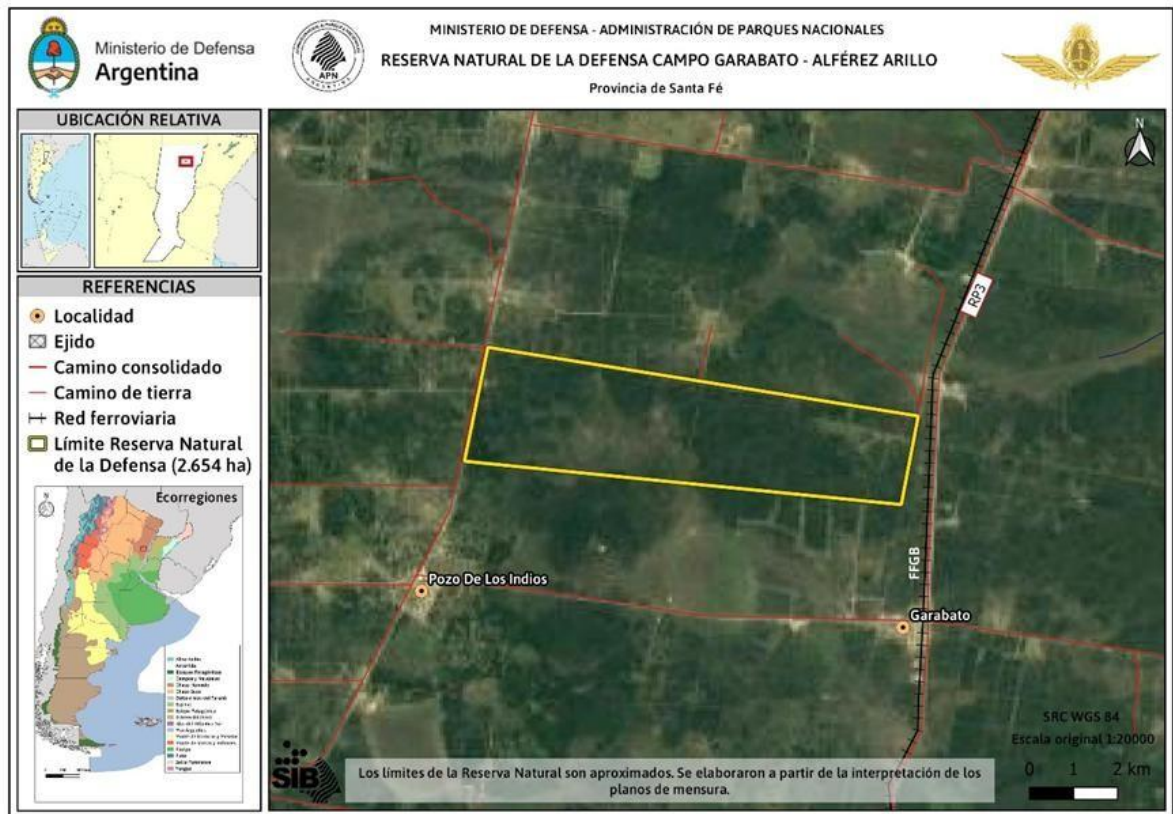 Ministerio de Defensa
Argentina
APN
MINISTERIO DE DEFENSA - ADMINISTRACIÓN DE PARQUES NACIONALES
RESERVA NATURAL DE LA DEFENSA CAMPO GARABATO - ALFÉREZ ARILLO
Provincia de Santa Fé
UBICACIÓN RELATIVA
REFERENCIAS
Localidad
Ejido
Camino consolidado
Camino de tierra
Red ferroviaria
Límite Reserva Natural
de la Defensa (2.654 ha)
Ecorregiones
N
N
RP3
FFGB
Pozo De Los Indios
Garabato
SRC WGS 84
Escala original 1:20000
0 1 2 km
SIB
Los límites de la Reserva Natural son aproximados. Se elaboraron a partir de la interpretación de los
planos de mensura.